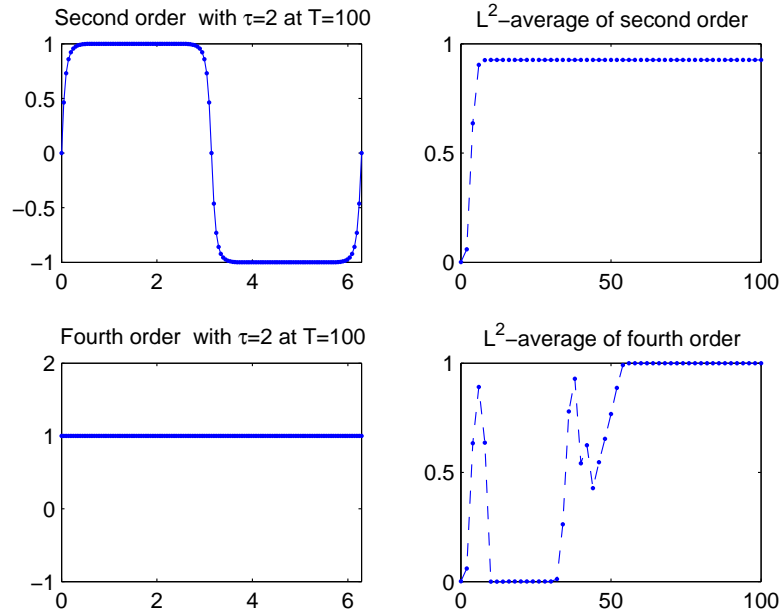 Second order with τ=2 at T=100
1
0.5
0
−0.5
−1
0 2 4 6
L²−average of second order
1
0.5
0
0 50 100
Fourth order with τ=2 at T=100
2
1
0
−1
0 2 4 6
L²−average of fourth order
1
0.5
0
0 50 100